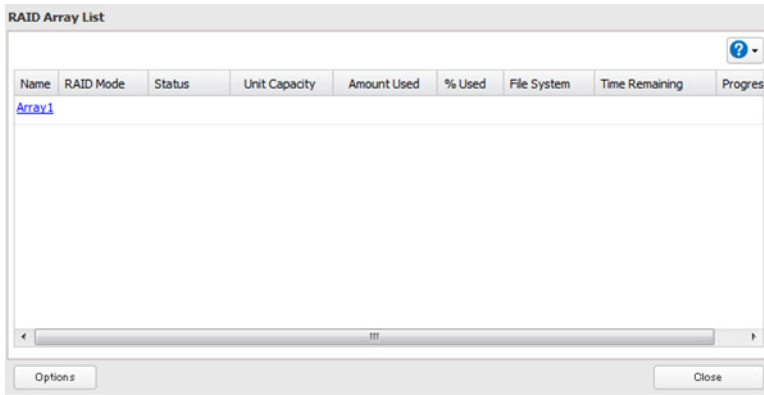 RAID Array List
?
Name RAID Mode Status Unit Capacity Amount Used % Used File System Time Remaining Progres
Array1
Options Close